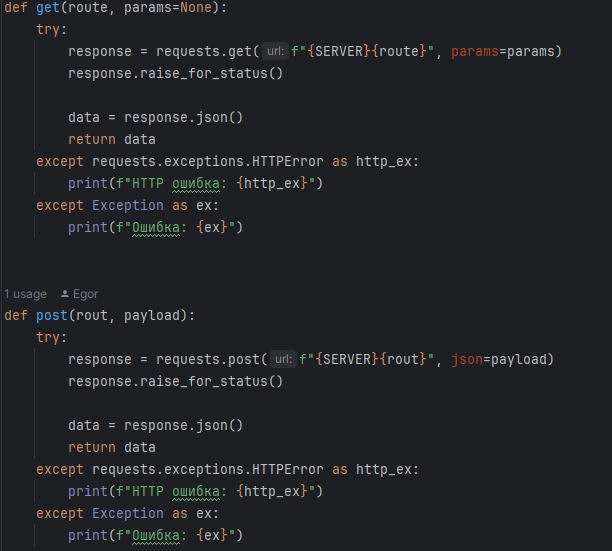 def get(route, params=None):
    try:
        response = requests.get( url: f"{SERVER}{route}", params=params)
        response.raise_for_status()
        data = response.json()
        return data
    except requests.exceptions.HTTPError as http_ex:
        print(f"HTTP ошибка: {http_ex}")
    except Exception as ex:
        print(f"Ошибка: {ex}")
1 usage Egor
def post(rout, payload):
    try:
        response = requests.post( url: f"{SERVER}{rout}", json=payload)
        response.raise_for_status()
        data = response.json()
        return data
    except requests.exceptions.HTTPError as http_ex:
        print(f"HTTP ошибка: {http_ex}")
    except Exception as ex:
        print(f"Ошибка: {ex}")